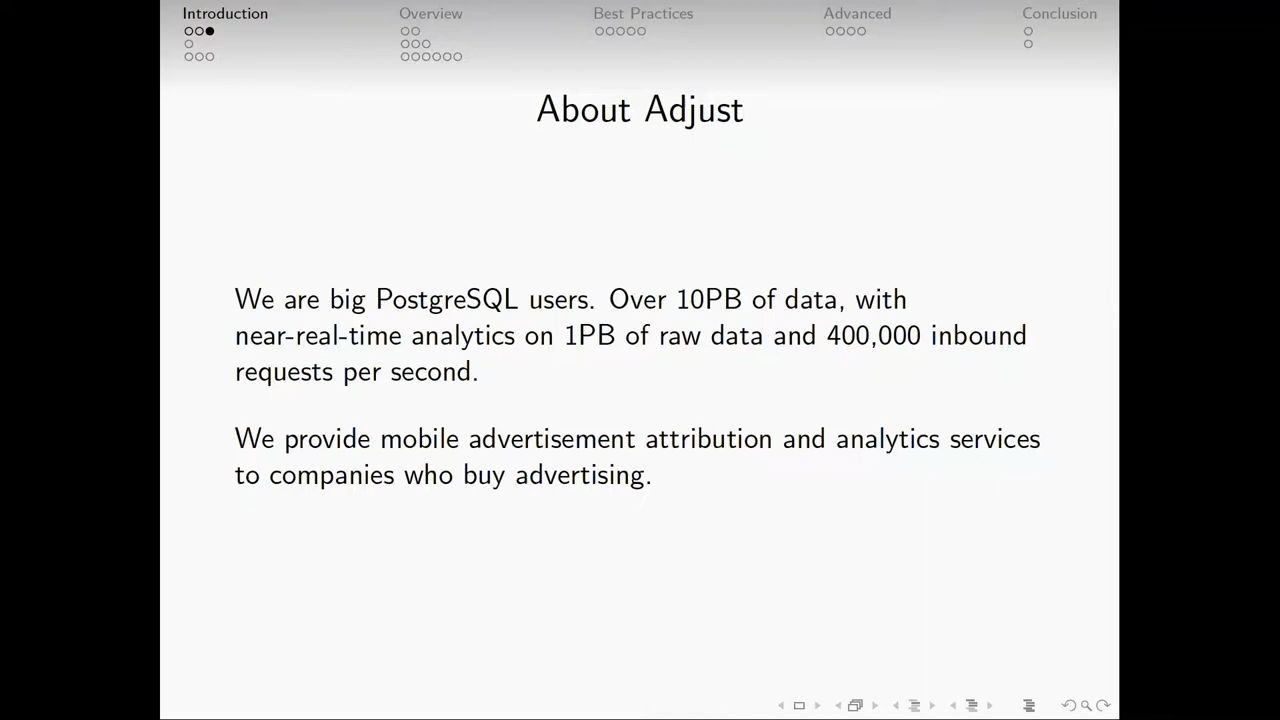 Introduction Overview Best Practices Advanced Conclusion
About Adjust
We are big PostgreSQL users. Over 10PB of data, with
near-real-time analytics on 1PB of raw data and 400,000 inbound
requests per second.
We provide mobile advertisement attribution and analytics services
to companies who buy advertising.